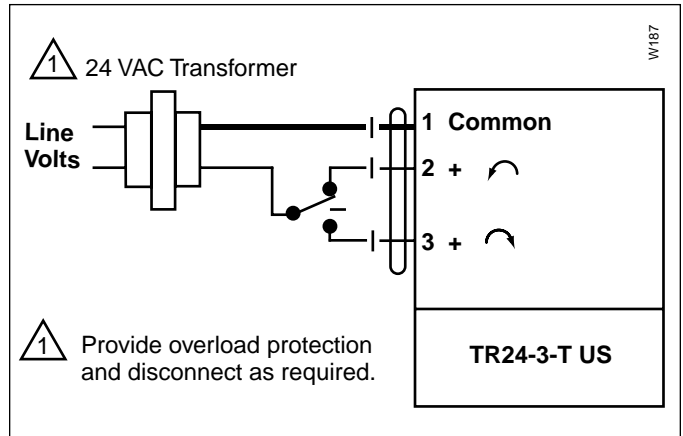 W187
1 24 VAC Transformer
Line
Volts
1 Common
2 +
3 +
1 Provide overload protection
and disconnect as required.
TR24-3-T US